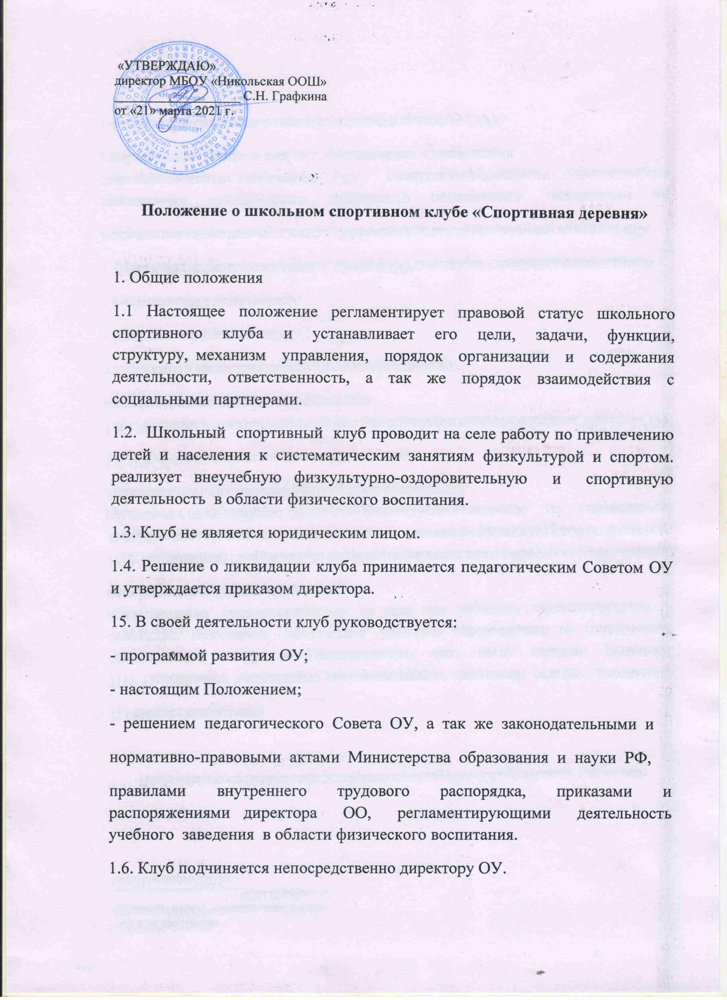 «УТВЕРЖДАЮ»
директор МБОУ «Никольская ООШ»
____________________ С.Н. Графкина
от «21» марта 2021 г.
«Никольская
ООШ»
ОГРН
1025502091691
Положение о школьном спортивном клубе «Спортивная деревня»
1. Общие положения
1.1 Настоящее положение регламентирует правовой статус школьного
спортивного клуба и устанавливает его цели, задачи, функции,
структуру, механизм управления, порядок организации и содержания
деятельности, ответственность, а так же порядок взаимодействия с
социальными партнерами.
1.2. Школьный спортивный клуб проводит на селе работу по привлечению
детей и населения к систематическим занятиям физкультурой и спортом.
реализует внеучебную физкультурно-оздоровительную и спортивную
деятельность в области физического воспитания.
1.3. Клуб не является юридическим лицом.
1.4. Решение о ликвидации клуба принимается педагогическим Советом ОУ
и утверждается приказом директора.
15. В своей деятельности клуб руководствуется:
- программой развития ОУ;
- настоящим Положением;
- решением педагогического Совета ОУ, а так же законодательными и
нормативно-правовыми актами Министерства образования и науки РФ,
правилами внутреннего трудового распорядка, приказами и
распоряжениями директора ОО, регламентирующими деятельность
учебного заведения в области физического воспитания.
1.6. Клуб подчиняется непосредственно директору ОУ.